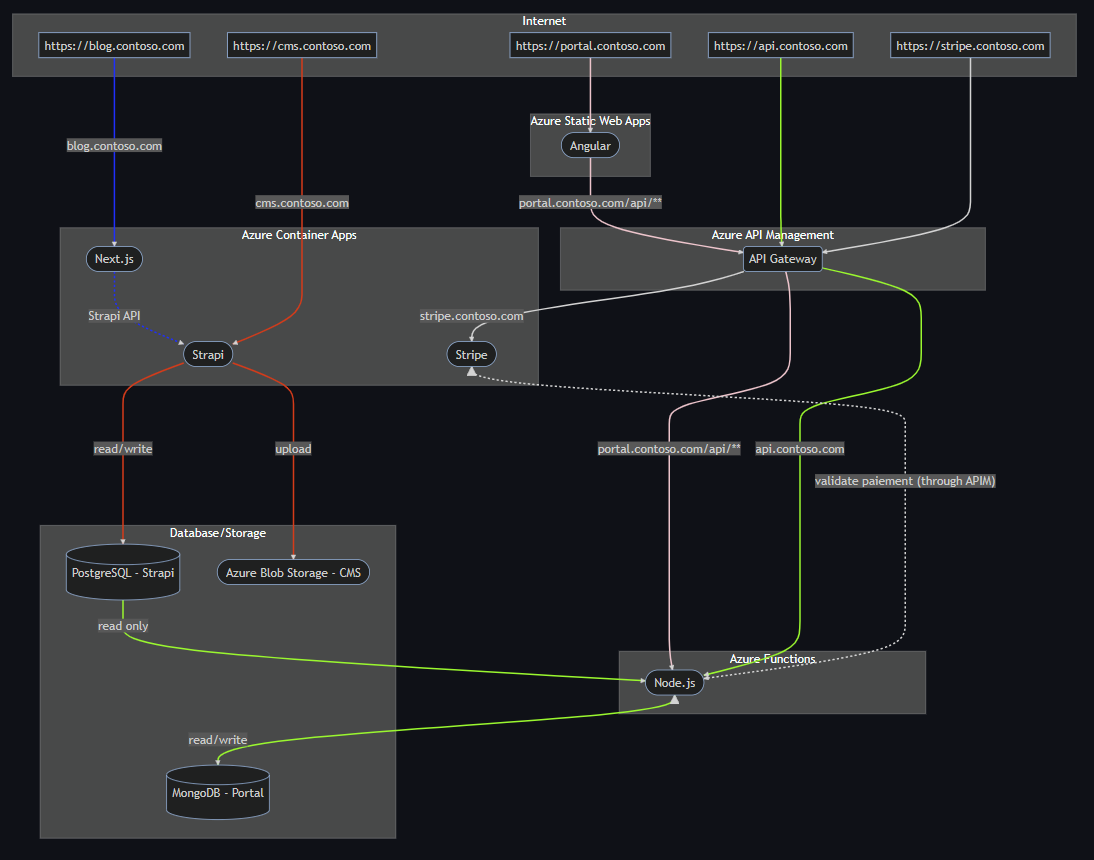 Internet
https://blog.contoso.com
https://cms.contoso.com
https://portal.contoso.com
https://api.contoso.com
https://stripe.contoso.com
Azure Static Web Apps
Angular
blog.contoso.com
cms.contoso.com
portal.contoso.com/api/**
Azure Container Apps
Azure API Management
Next.js
API Gateway
Strapi API
stripe.contoso.com
Strapi
Stripe
read/write
upload
portal.contoso.com/api/**
api.contoso.com
validate paiement (through APIM)
Database/Storage
PostgreSQL - Strapi
Azure Blob Storage - CMS
read only
Azure Functions
Node.js
read/write
MongoDB - Portal